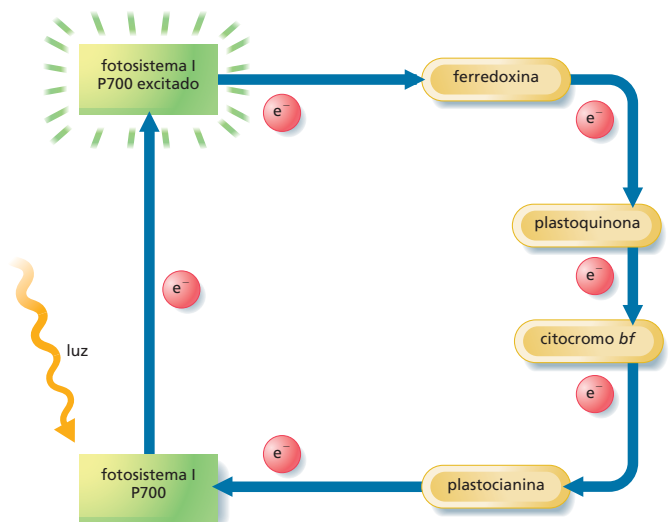 fotosistema I
P700 excitado
ferredoxina
e⁻
e⁻
plastoquinona
e⁻
e⁻
citocromo bf
luz
e⁻
e⁻
fotosistema I
P700
plastocianina